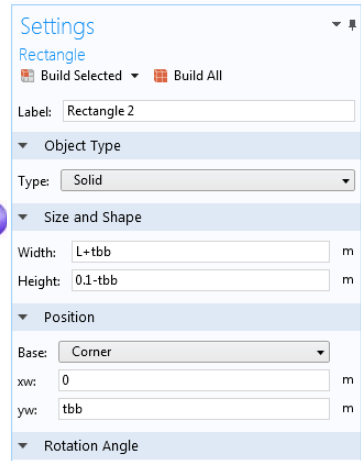 Settings
Rectangle
Build Selected Build All
Label: Rectangle 2
Object Type
Type: Solid
Size and Shape
Width: L+tbb m
Height: 0.1-tbb m
Position
Base: Corner
xw: 0 m
yw: tbb m
Rotation Angle